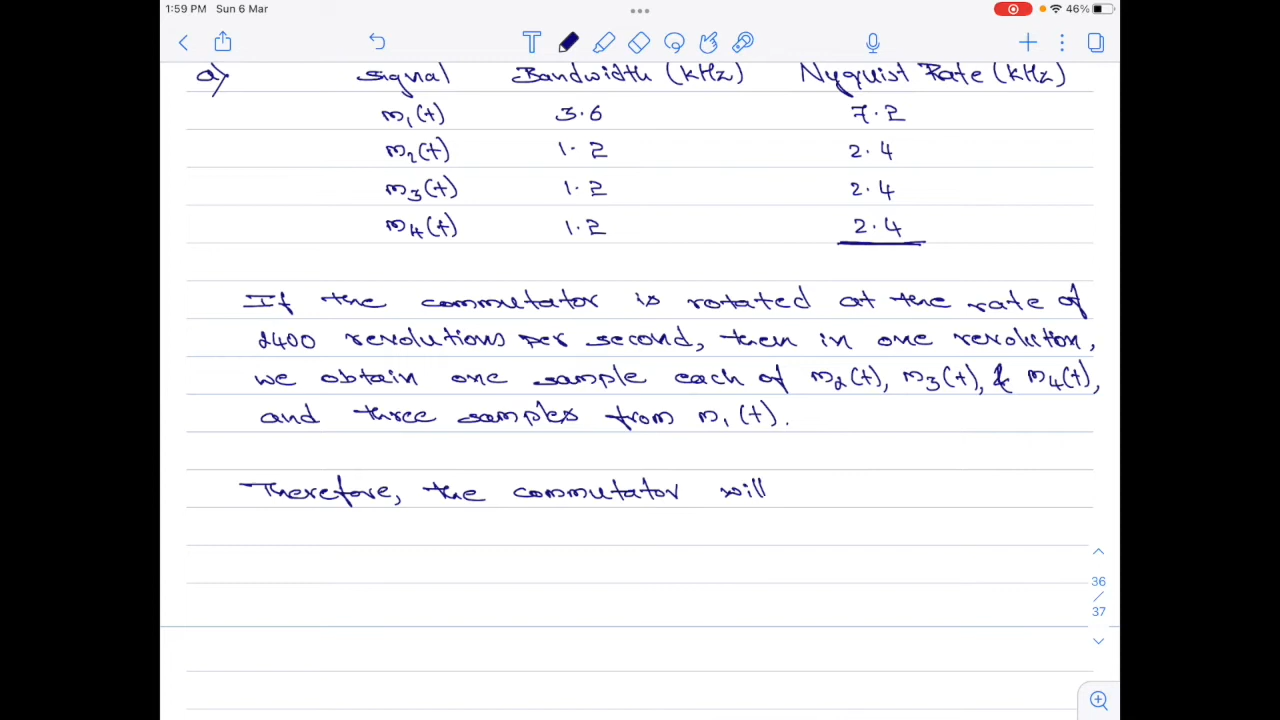 1:59 PM Sun 6 Mar
46%
a) Signal Bandwidth (kHz) Nyquist Rate (kHz)
m₁(t) 3.6 7.2
m₂(t) 1.2 2.4
m₃(t) 1.2 2.4
m₄(t) 1.2 2.4
If the commutator is rotated at the rate of
2400 revolutions per second, then in one revolution,
we obtain one sample each of m₂(t), m₃(t), & m₄(t),
and three samples from m₁(t).
Therefore, the commutator will
36
/
37